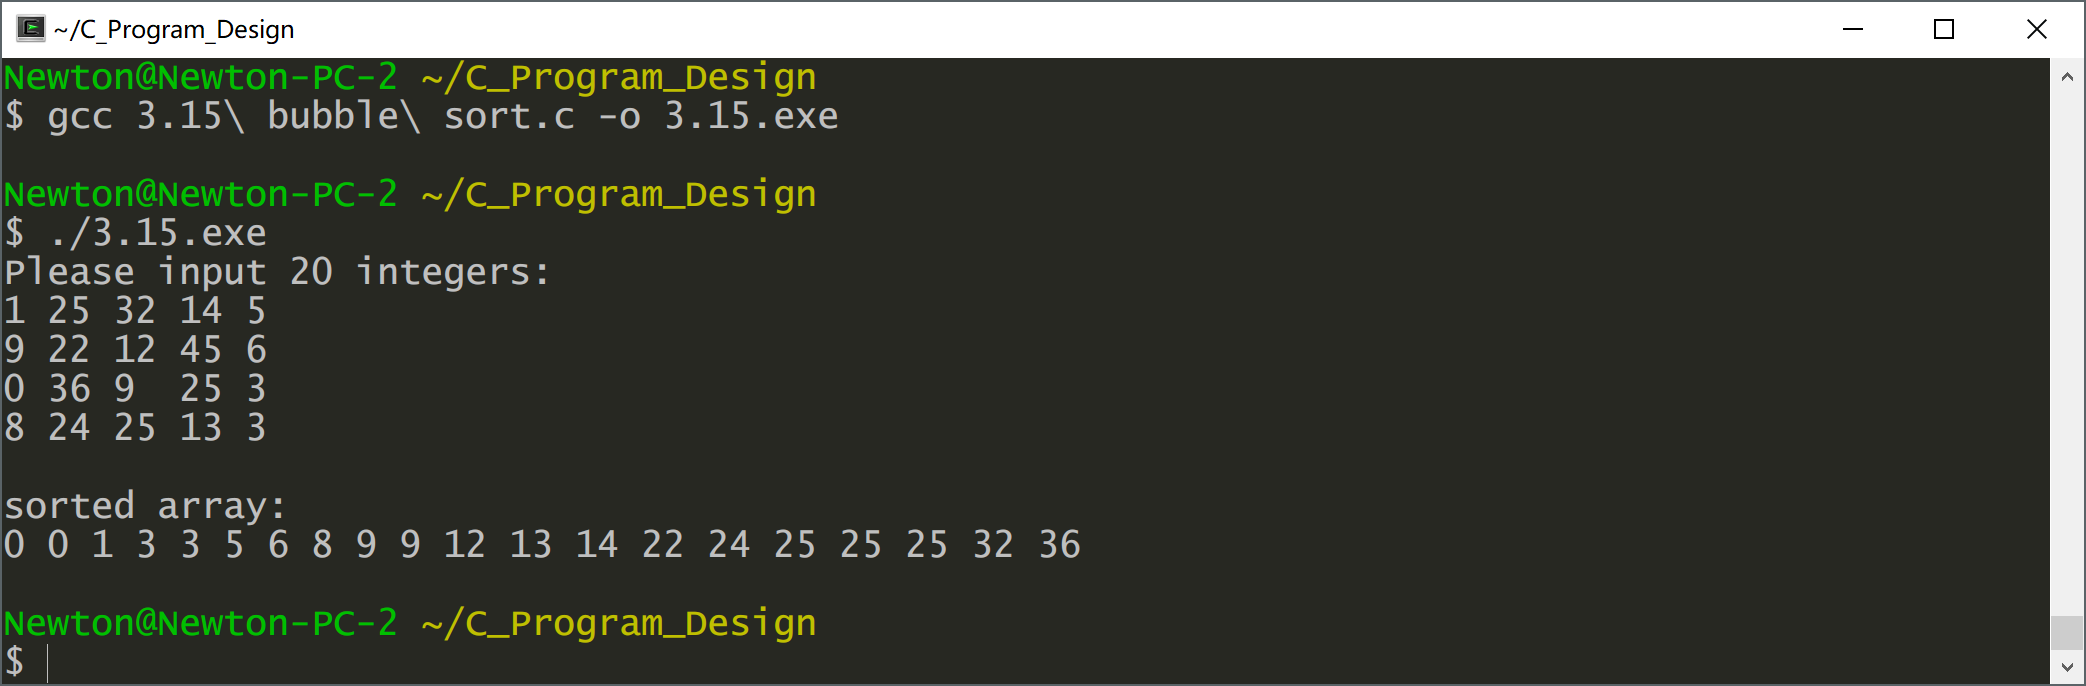 ~/C_Program_Design
Newton@Newton-PC-2 ~/C_Program_Design
$ gcc 3.15\ bubble\ sort.c -o 3.15.exe
Newton@Newton-PC-2 ~/C_Program_Design
$ ./3.15.exe
Please input 20 integers:
1 25 32 14 5
9 22 12 45 6
0 36 9  25 3
8 24 25 13 3
sorted array:
0 0 1 3 3 5 6 8 9 9 12 13 14 22 24 25 25 25 32 36
Newton@Newton-PC-2 ~/C_Program_Design
$